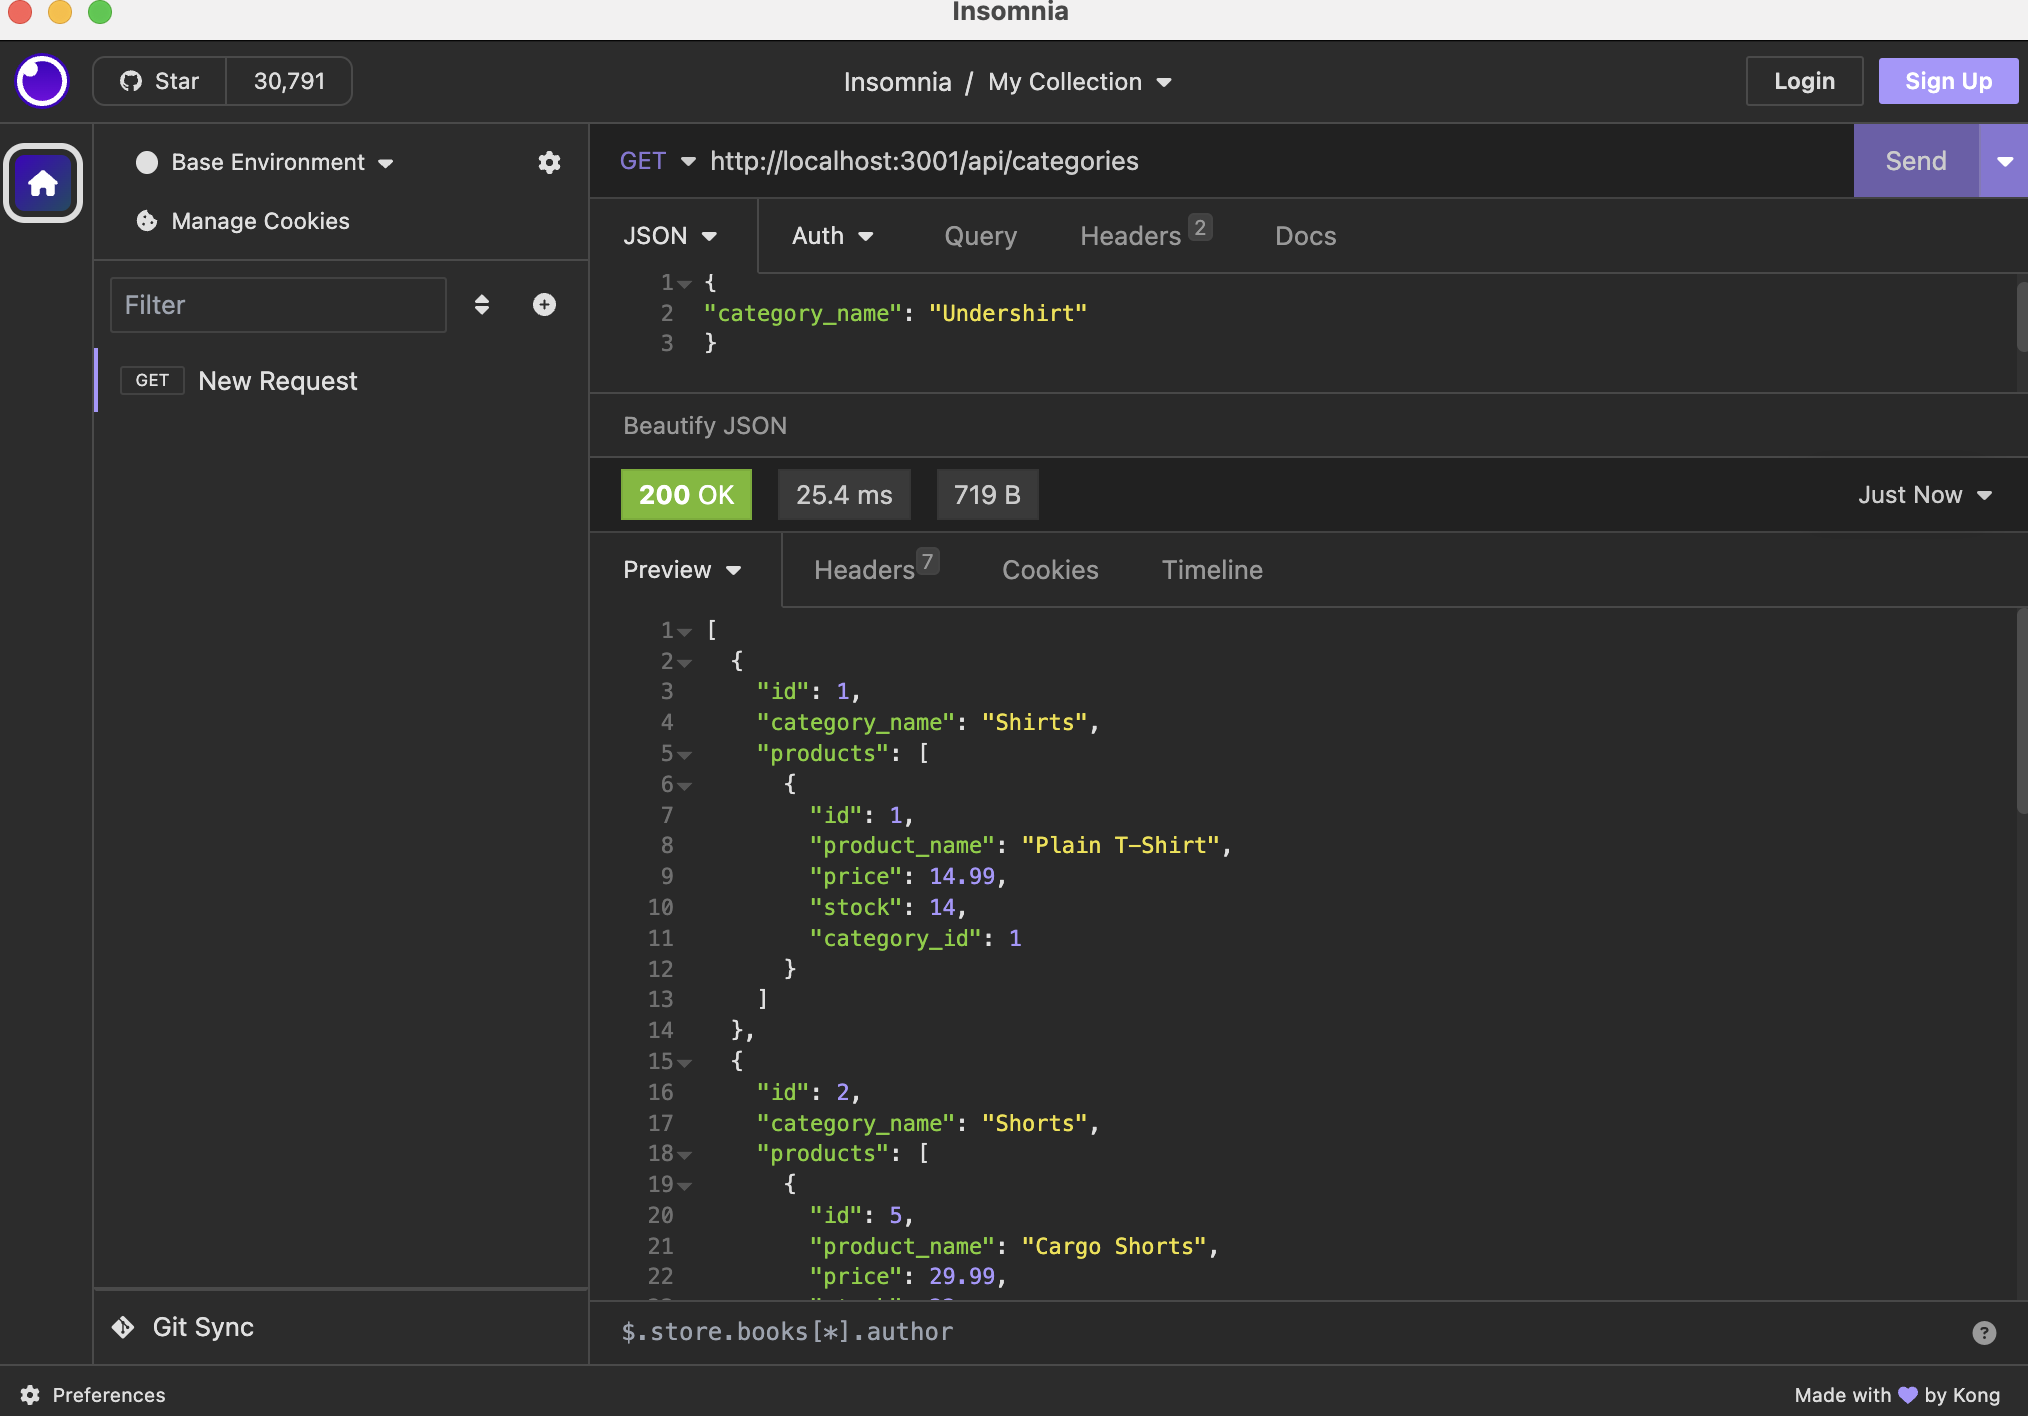 Insomnia
Star 30,791
Insomnia / My Collection
Login
Sign Up
Base Environment
Manage Cookies
Filter
GET New Request
Git Sync
GET http://localhost:3001/api/categories
Send
JSON Auth Query Headers 2 Docs
1 {
2 "category_name": "Undershirt"
3 }
Beautify JSON
200 OK 25.4 ms 719 B Just Now
Preview Headers 7 Cookies Timeline
1 [
2 {
3 "id": 1,
4 "category_name": "Shirts",
5 "products": [
6 {
7 "id": 1,
8 "product_name": "Plain T-Shirt",
9 "price": 14.99,
10 "stock": 14,
11 "category_id": 1
12 }
13 ]
14 },
15 {
16 "id": 2,
17 "category_name": "Shorts",
18 "products": [
19 {
20 "id": 5,
21 "product_name": "Cargo Shorts",
22 "price": 29.99,
$.store.books[*].author
?
Preferences
Made with 💜 by Kong